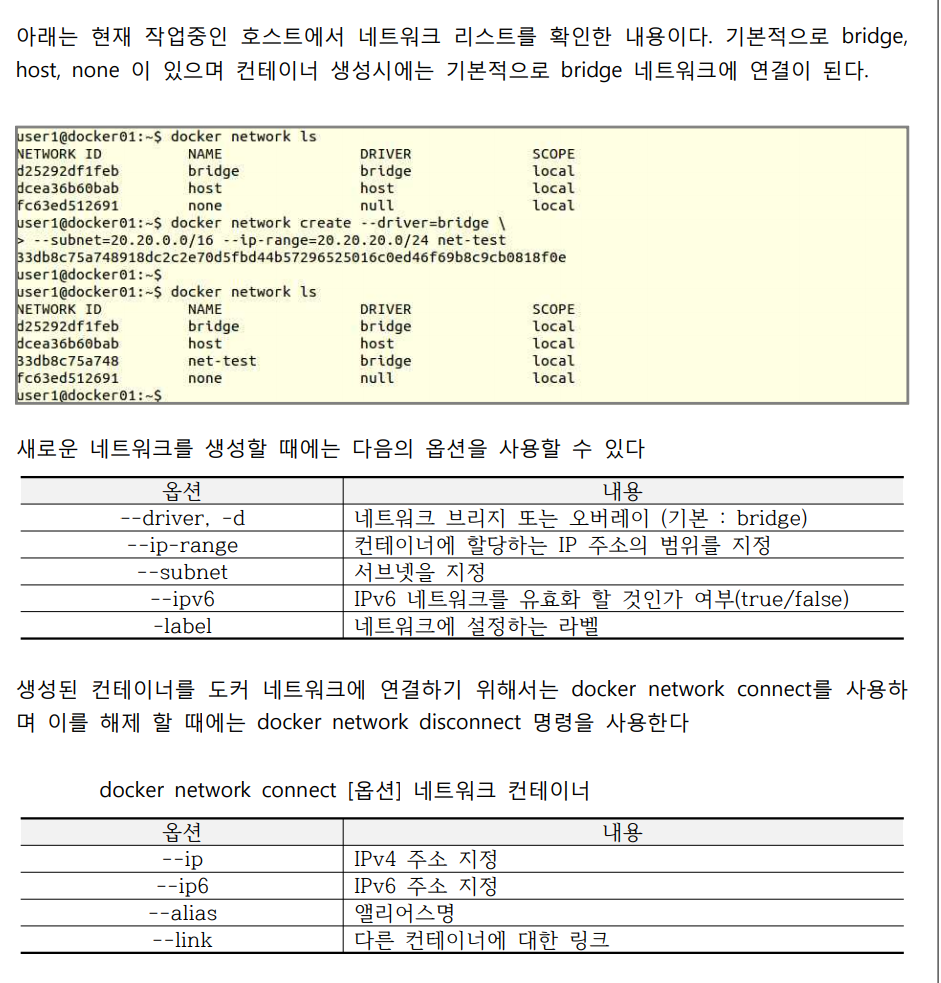 아래는 현재 작업중인 호스트에서 네트워크 리스트를 확인한 내용이다. 기본적으로 bridge,
host, none 이 있으며 컨테이너 생성시에는 기본적으로 bridge 네트워크에 연결이 된다.
user1@docker01:~$ docker network ls
NETWORK ID NAME DRIVER SCOPE
d25292df1feb bridge bridge local
dcea36b60bab host host local
fc63ed512691 none null local
user1@docker01:~$ docker network create --driver=bridge \
> --subnet=20.20.0.0/16 --ip-range=20.20.20.0/24 net-test
33db8c75a748918dc2c2e70d5fbd44b57296525016c0ed46f69b8c9cb0818f0e
user1@docker01:~$
user1@docker01:~$ docker network ls
NETWORK ID NAME DRIVER SCOPE
d25292df1feb bridge bridge local
dcea36b60bab host host local
33db8c75a748 net-test bridge local
fc63ed512691 none null local
user1@docker01:~$
새로운 네트워크를 생성할 때에는 다음의 옵션을 사용할 수 있다
옵션 내용
--driver, -d 네트워크 브리지 또는 오버레이 (기본 : bridge)
--ip-range 컨테이너에 할당하는 IP 주소의 범위를 지정
--subnet 서브넷을 지정
--ipv6 IPv6 네트워크를 유효화 할 것인가 여부(true/false)
-label 네트워크에 설정하는 라벨
생성된 컨테이너를 도커 네트워크에 연결하기 위해서는 docker network connect를 사용하
며 이를 해제 할 때에는 docker network disconnect 명령을 사용한다
docker network connect [옵션] 네트워크 컨테이너
옵션 내용
--ip IPv4 주소 지정
--ip6 IPv6 주소 지정
--alias 앨리어스명
--link 다른 컨테이너에 대한 링크